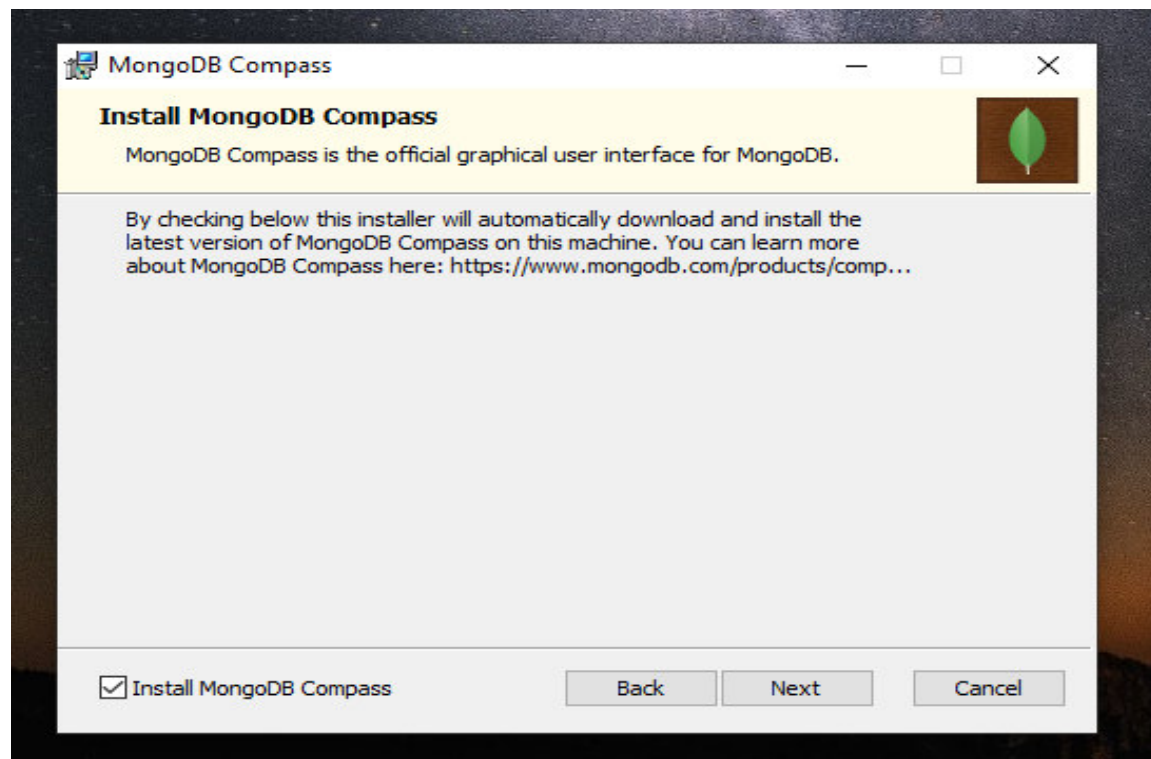 MongoDB Compass
Install MongoDB Compass
MongoDB Compass is the official graphical user interface for MongoDB.
By checking below this installer will automatically download and install the
latest version of MongoDB Compass on this machine. You can learn more
about MongoDB Compass here: https://www.mongodb.com/products/comp...
Install MongoDB Compass
Back
Next
Cancel